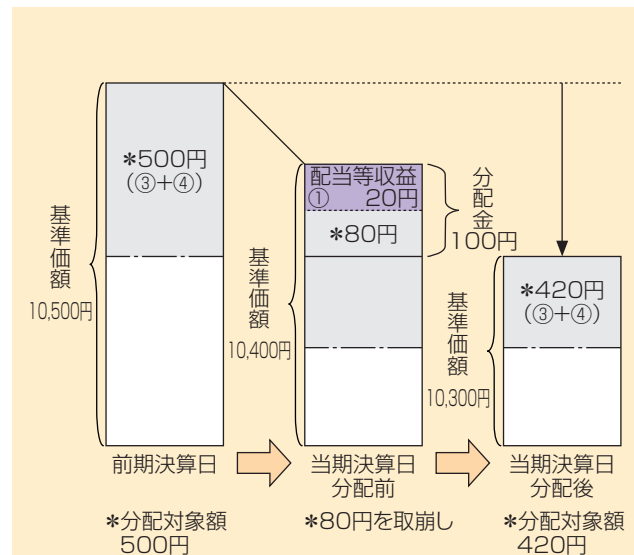 *500円
(③+④)
基準価額
10,500円
配当等収益
① 20円
*80円
分配金
100円
基準価額
10,400円
*420円
(③+④)
基準価額
10,300円
前期決算日
当期決算日
分配前
当期決算日
分配後
*分配対象額
500円
*80円を取崩し
*分配対象額
420円